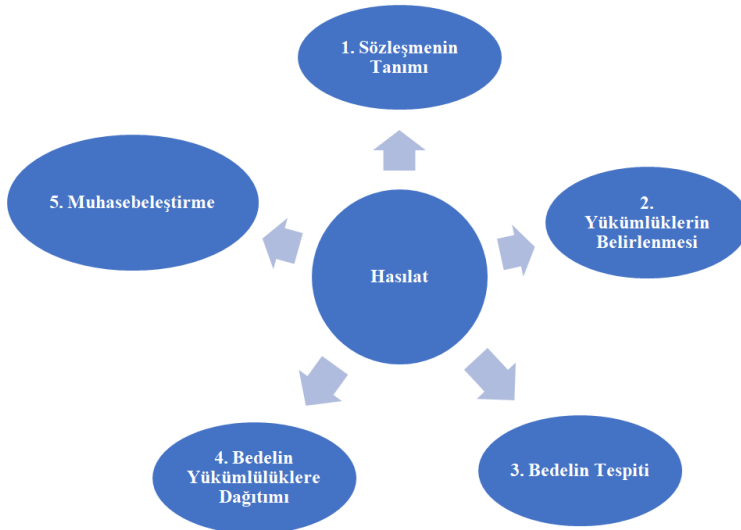 1. Sözleşmenin
Tanımı
2.
Yükümlüklerin
Belirlenmesi
3. Bedelin Tespiti
4. Bedelin
Yükümlülüklere
Dağıtımı
5. Muhasebeleştirme
Hasılat